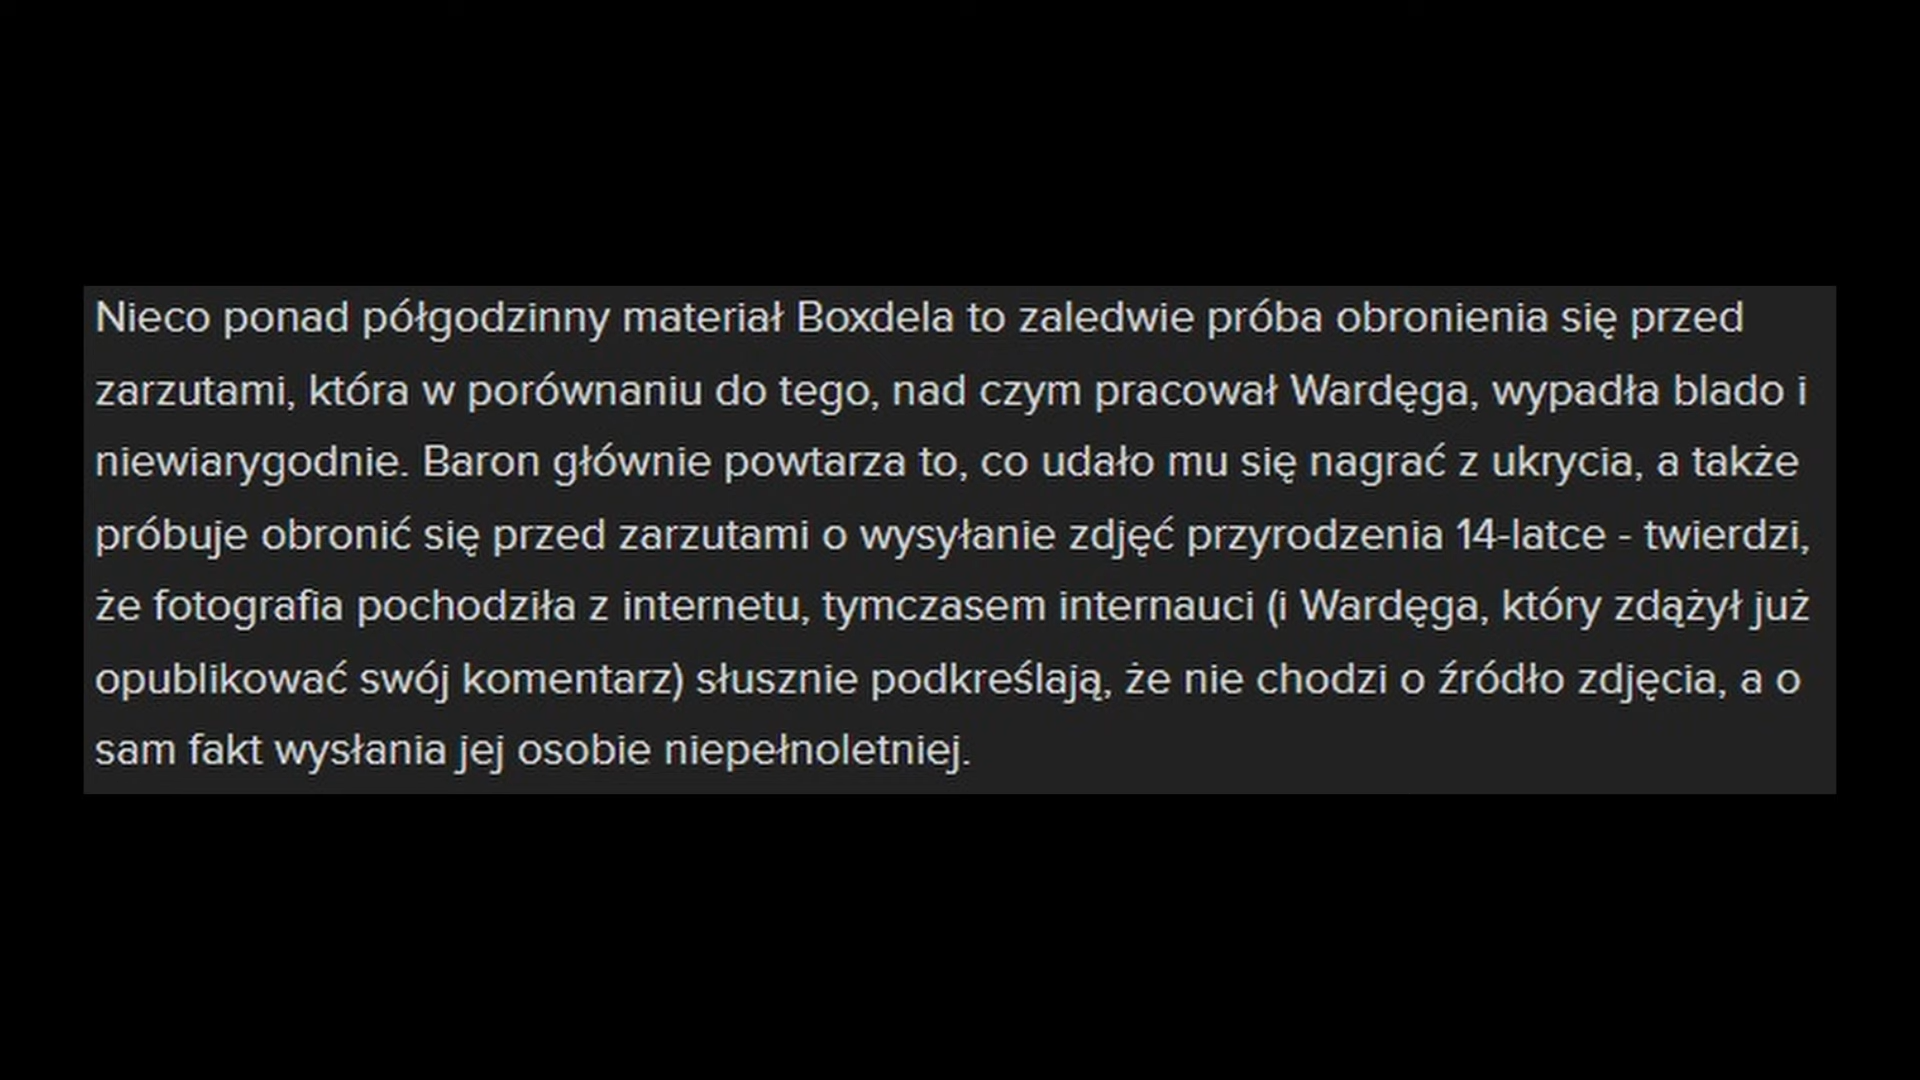 Nieco ponad półgodzinny materiał Boxdela to zaledwie próba obronienia się przed
zarzutami, która w porównaniu do tego, nad czym pracował Wardęga, wypadła blado i
niewiarygodnie. Baron głównie powtarza to, co udało mu się nagrać z ukrycia, a także
próbuje obronić się przed zarzutami o wysyłanie zdjęć przyrodzenia 14-latce - twierdzi,
że fotografia pochodziła z internetu, tymczasem internauci (i Wardęga, który zdążył już
opublikować swój komentarz) słusznie podkreślają, że nie chodzi o źródło zdjęcia, a o
sam fakt wysłania jej osobie niepełnoletniej.